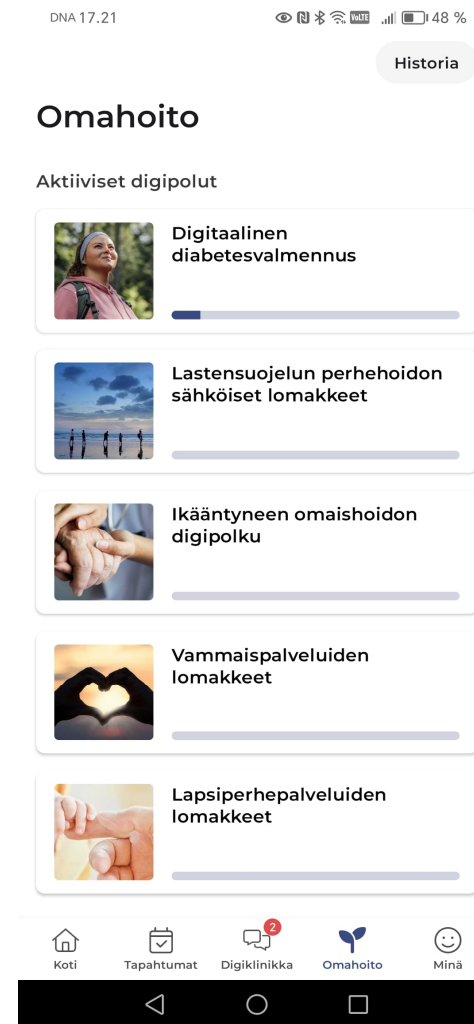 DNA 17.21
VoLTE
48 %
Historia
Omahoito
Aktiiviset digipolut
Digitaalinen
diabetesvalmennus
Lastensuojelun perhehoidon
sähköiset lomakkeet
Ikääntyneen omaishoidon
digipolku
Vammaispalveluiden
lomakkeet
Lapsiperhepalveluiden
lomakkeet
2
Koti
Tapahtumat
Digiklinikka
Omahoito
Minä